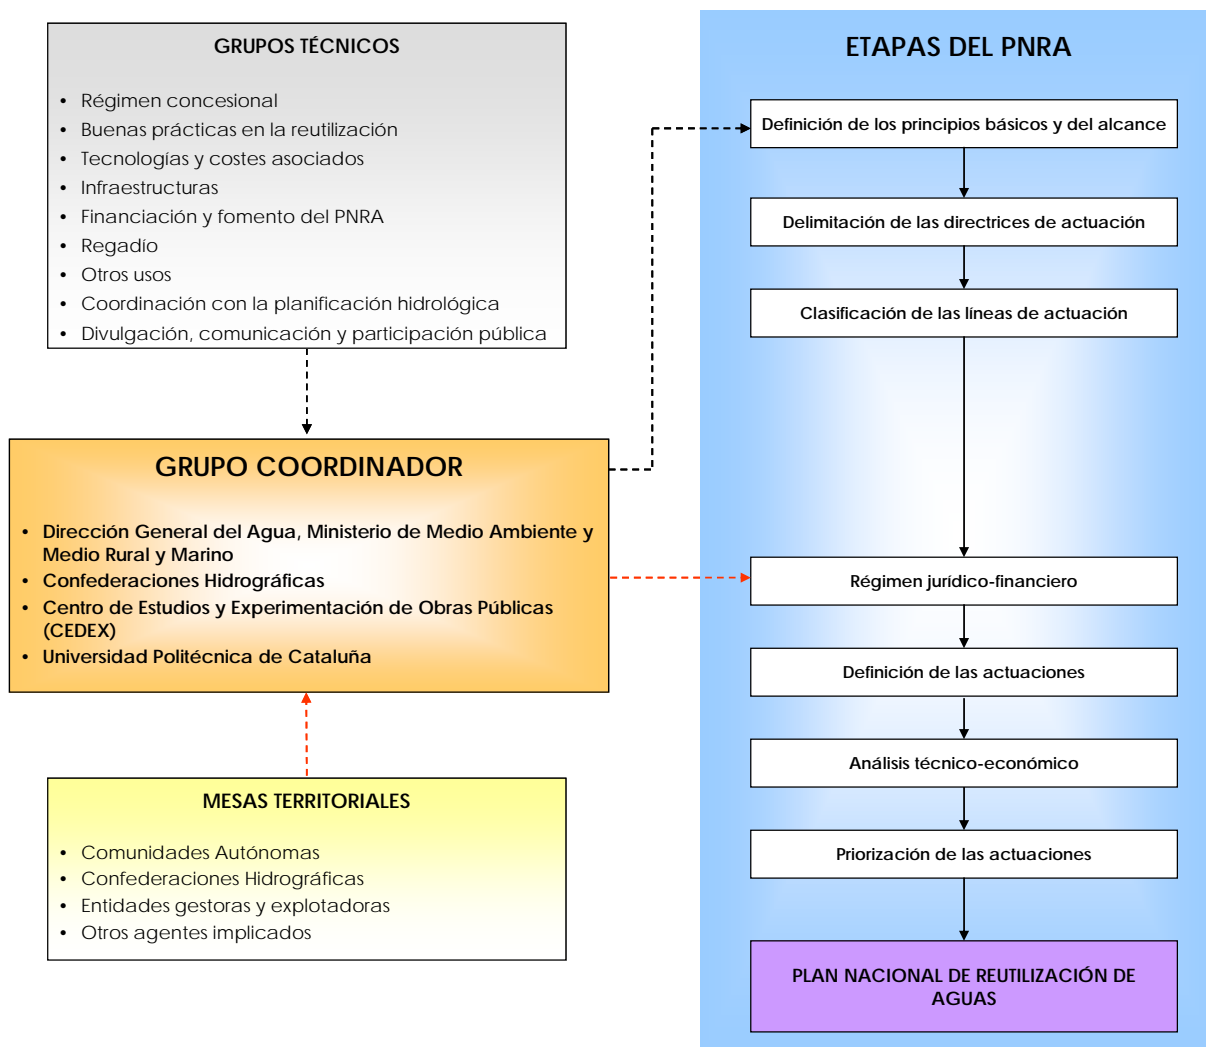 GRUPOS TÉCNICOS
• Régimen concesional
• Buenas prácticas en la reutilización
• Tecnologías y costes asociados
• Infraestructuras
• Financiación y fomento del PNRA
• Regadío
• Otros usos
• Coordinación con la planificación hidrológica
• Divulgación, comunicación y participación pública
GRUPO COORDINADOR
• Dirección General del Agua, Ministerio de Medio Ambiente y
Medio Rural y Marino
• Confederaciones Hidrográficas
• Centro de Estudios y Experimentación de Obras Públicas
(CEDEX)
• Universidad Politécnica de Cataluña
MESAS TERRITORIALES
• Comunidades Autónomas
• Confederaciones Hidrográficas
• Entidades gestoras y explotadoras
• Otros agentes implicados
ETAPAS DEL PNRA
Definición de los principios básicos y del alcance
Delimitación de las directrices de actuación
Clasificación de las líneas de actuación
Régimen jurídico-financiero
Definición de las actuaciones
Análisis técnico-económico
Priorización de las actuaciones
PLAN NACIONAL DE REUTILIZACIÓN DE
AGUAS